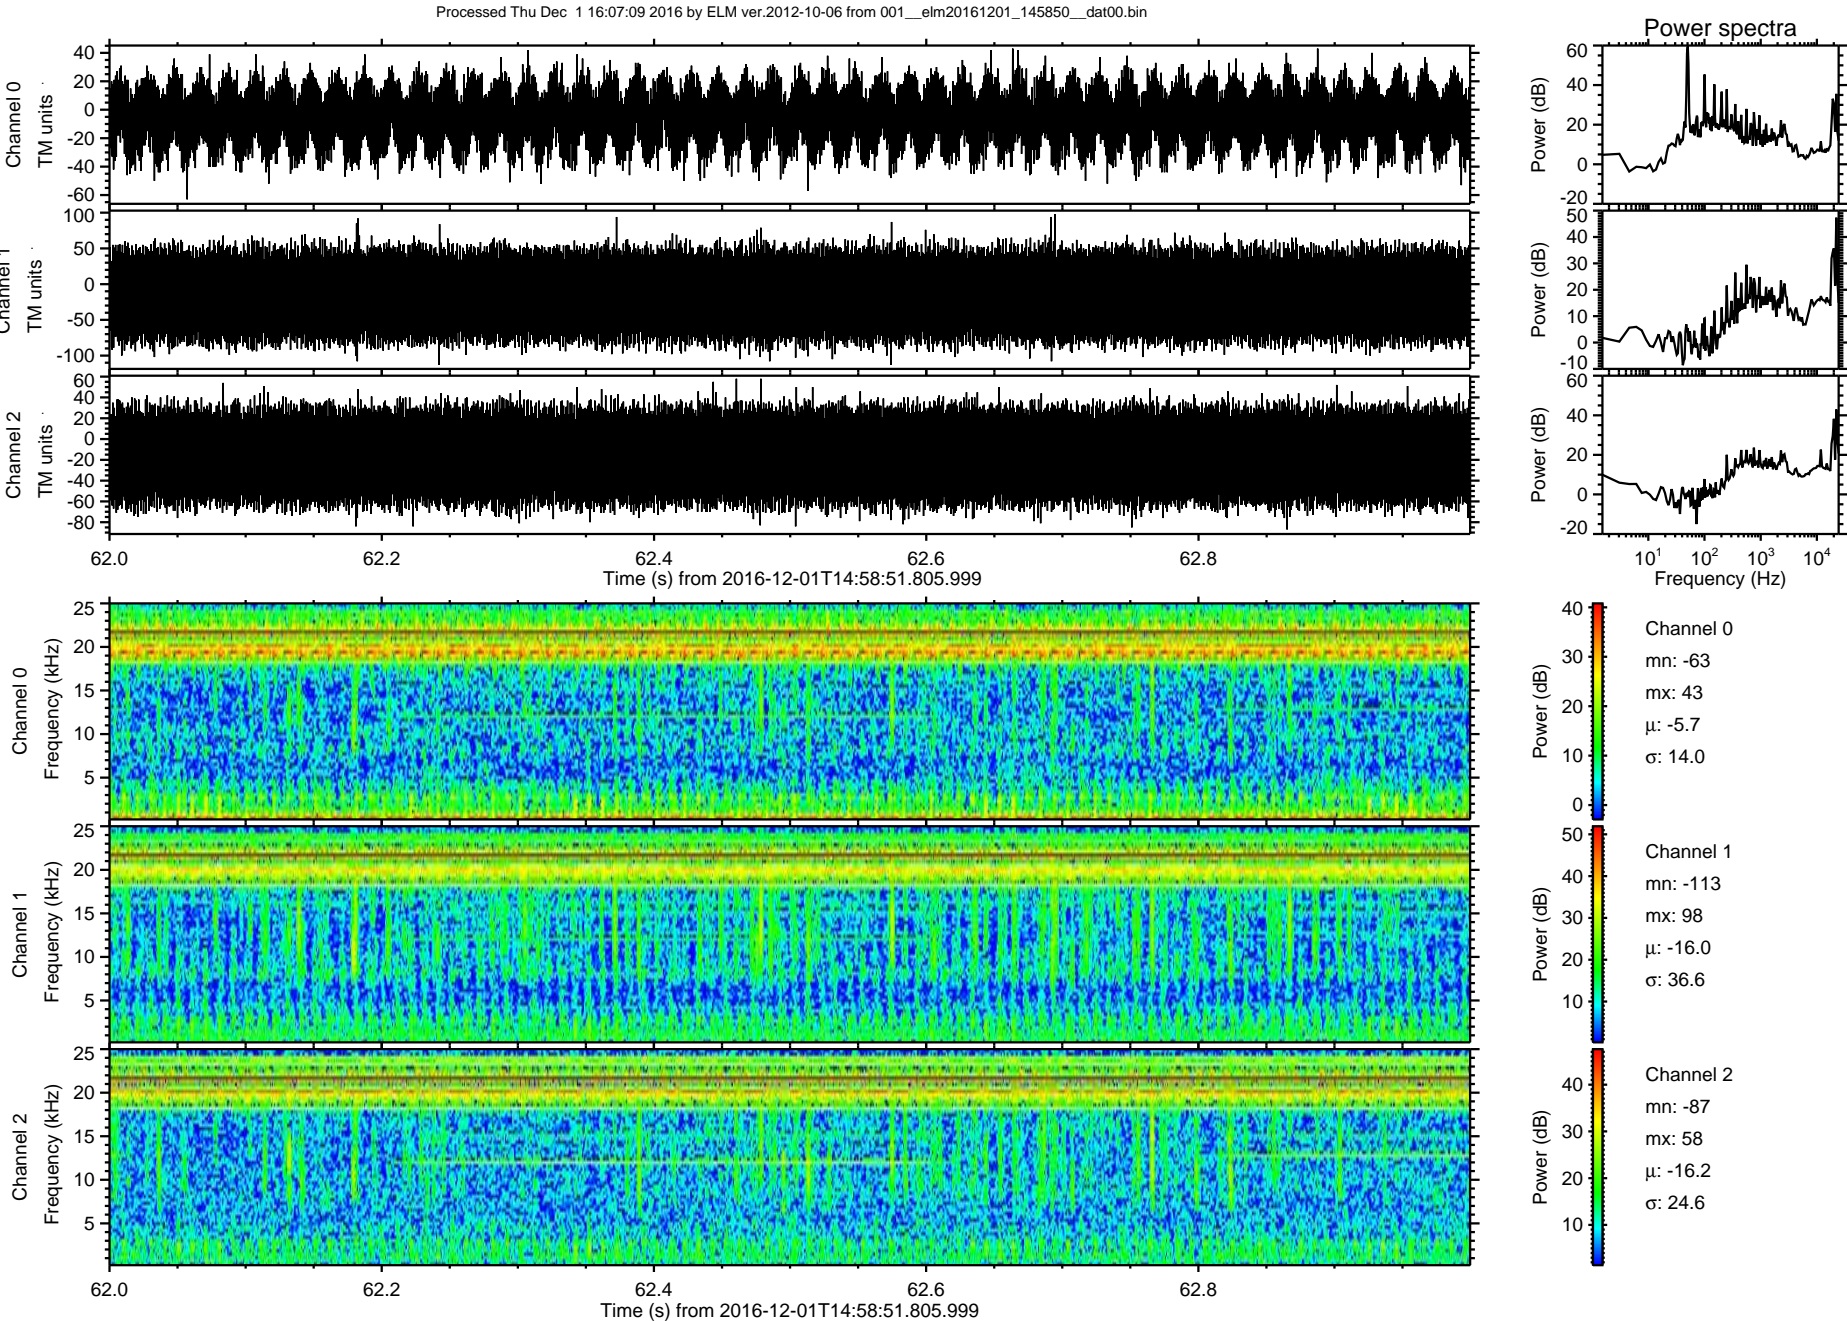 Processed Thu Dec  1 16:07:09 2016 by ELM ver.2012-10-06 from 001__elm20161201_145850__dat00.bin
Power spectra
Channel 0
TM units
40
20
0
-20
-40
-60
Power (dB)
60
40
20
0
-20
Channel 1
TM units
100
50
0
-50
-100
Power (dB)
50
40
30
20
10
0
-10
Channel 2
TM units
60
40
20
0
-20
-40
-60
-80
Power (dB)
60
40
20
0
-20
62.0 62.2 62.4 62.6 62.8
Time (s) from 2016-12-01T14:58:51.805.999
10¹ 10² 10³ 10⁴
Frequency (Hz)
Channel 0
Frequency (kHz)
25
20
15
10
5
Power (dB)
40
30
20
10
0
Channel 0
mn: -63
mx: 43
μ: -5.7
σ: 14.0
Channel 1
Frequency (kHz)
25
20
15
10
5
Power (dB)
50
40
30
20
10
Channel 1
mn: -113
mx: 98
μ: -16.0
σ: 36.6
Channel 2
Frequency (kHz)
25
20
15
10
5
Power (dB)
40
30
20
10
Channel 2
mn: -87
mx: 58
μ: -16.2
σ: 24.6
62.0 62.2 62.4 62.6 62.8
Time (s) from 2016-12-01T14:58:51.805.999